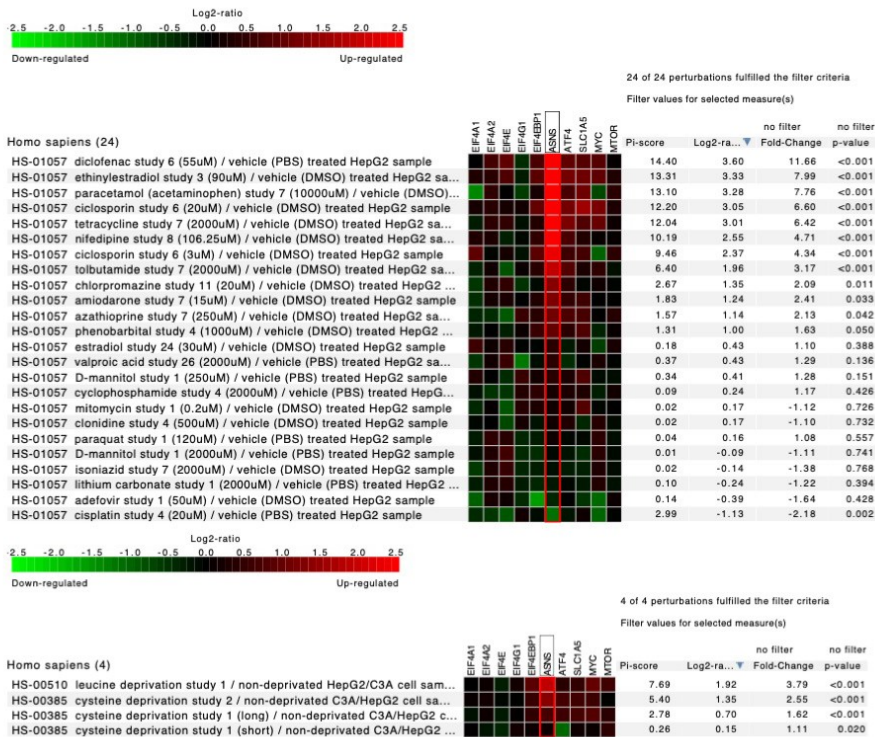 Log2-ratio
-2.5 -2.0 -1.5 -1.0 -0.5 0.0 0.5 1.0 1.5 2.0 2.5
Down-regulated Up-regulated
24 of 24 perturbations fulfilled the filter criteria
Filter values for selected measure(s)
EIF4A1 EIF4A2 EIF4E EIF4G1 EIF4EBP1 ASNS ATF4 SLC1A5 MYC MTOR
no filter no filter
Homo sapiens (24) Pi-score Log2-ra... Fold-Change p-value
HS-01057 diclofenac study 6 (55uM) / vehicle (PBS) treated HepG2 sample 14.40 3.60 11.66 <0.001
HS-01057 ethinylestradiol study 3 (90uM) / vehicle (DMSO) treated HepG2 sa... 13.31 3.33 7.99 <0.001
HS-01057 paracetamol (acetaminophen) study 7 (10000uM) / vehicle (DMSO)... 13.10 3.28 7.76 <0.001
HS-01057 ciclosporin study 6 (20uM) / vehicle (DMSO) treated HepG2 sample 12.20 3.05 6.60 <0.001
HS-01057 tetracycline study 7 (2000uM) / vehicle (DMSO) treated HepG2 sa... 12.04 3.01 6.42 <0.001
HS-01057 nifedipine study 8 (106.25uM) / vehicle (DMSO) treated HepG2 sa... 10.19 2.55 4.71 <0.001
HS-01057 ciclosporin study 6 (3uM) / vehicle (DMSO) treated HepG2 sample 9.46 2.37 4.34 <0.001
HS-01057 tolbutamide study 7 (2000uM) / vehicle (DMSO) treated HepG2 sa... 6.40 1.96 3.17 <0.001
HS-01057 chlorpromazine study 11 (20uM) / vehicle (DMSO) treated HepG2 ... 2.67 1.35 2.09 0.011
HS-01057 amiodarone study 7 (15uM) / vehicle (DMSO) treated HepG2 sample 1.83 1.24 2.41 0.033
HS-01057 azathioprine study 7 (250uM) / vehicle (DMSO) treated HepG2 sa... 1.57 1.14 2.13 0.042
HS-01057 phenobarbital study 4 (1000uM) / vehicle (DMSO) treated HepG2 ... 1.31 1.00 1.63 0.050
HS-01057 estradiol study 24 (30uM) / vehicle (DMSO) treated HepG2 sample 0.18 0.43 1.10 0.388
HS-01057 valproic acid study 26 (2000uM) / vehicle (PBS) treated HepG2 sample 0.37 0.43 1.29 0.136
HS-01057 D-mannitol study 1 (250uM) / vehicle (PBS) treated HepG2 sample 0.34 0.41 1.28 0.151
HS-01057 cyclophosphamide study 4 (2000uM) / vehicle (PBS) treated HepG... 0.09 0.24 1.17 0.426
HS-01057 mitomycin study 1 (0.2uM) / vehicle (DMSO) treated HepG2 sample 0.02 0.17 -1.12 0.726
HS-01057 clonidine study 4 (500uM) / vehicle (DMSO) treated HepG2 sample 0.02 0.17 -1.10 0.732
HS-01057 paraquat study 1 (120uM) / vehicle (PBS) treated HepG2 sample 0.04 0.16 1.08 0.557
HS-01057 D-mannitol study 1 (2000uM) / vehicle (PBS) treated HepG2 sample 0.01 -0.09 -1.11 0.741
HS-01057 isoniazid study 7 (2000uM) / vehicle (DMSO) treated HepG2 sample 0.02 -0.14 -1.38 0.768
HS-01057 lithium carbonate study 1 (2000uM) / vehicle (PBS) treated HepG2 ... 0.10 -0.24 -1.22 0.394
HS-01057 adefovir study 1 (50uM) / vehicle (DMSO) treated HepG2 sample 0.14 -0.39 -1.64 0.428
HS-01057 cisplatin study 4 (20uM) / vehicle (PBS) treated HepG2 sample 2.99 -1.13 -2.18 0.002
Log2-ratio
-2.5 -2.0 -1.5 -1.0 -0.5 0.0 0.5 1.0 1.5 2.0 2.5
Down-regulated Up-regulated
4 of 4 perturbations fulfilled the filter criteria
Filter values for selected measure(s)
EIF4A1 EIF4A2 EIF4E EIF4G1 EIF4EBP1 ASNS ATF4 SLC1A5 MYC MTOR
no filter no filter
Homo sapiens (4) Pi-score Log2-ra... Fold-Change p-value
HS-00510 leucine deprivation study 1 / non-deprivated HepG2/C3A cell sam... 7.69 1.92 3.79 <0.001
HS-00385 cysteine deprivation study 2 / non-deprivated C3A/HepG2 cell sa... 5.40 1.35 2.55 <0.001
HS-00385 cysteine deprivation study 1 (long) / non-deprivated C3A/HepG2 c... 2.78 0.70 1.62 <0.001
HS-00385 cysteine deprivation study 1 (short) / non-deprivated C3A/HepG2 ... 0.26 0.15 1.11 0.020